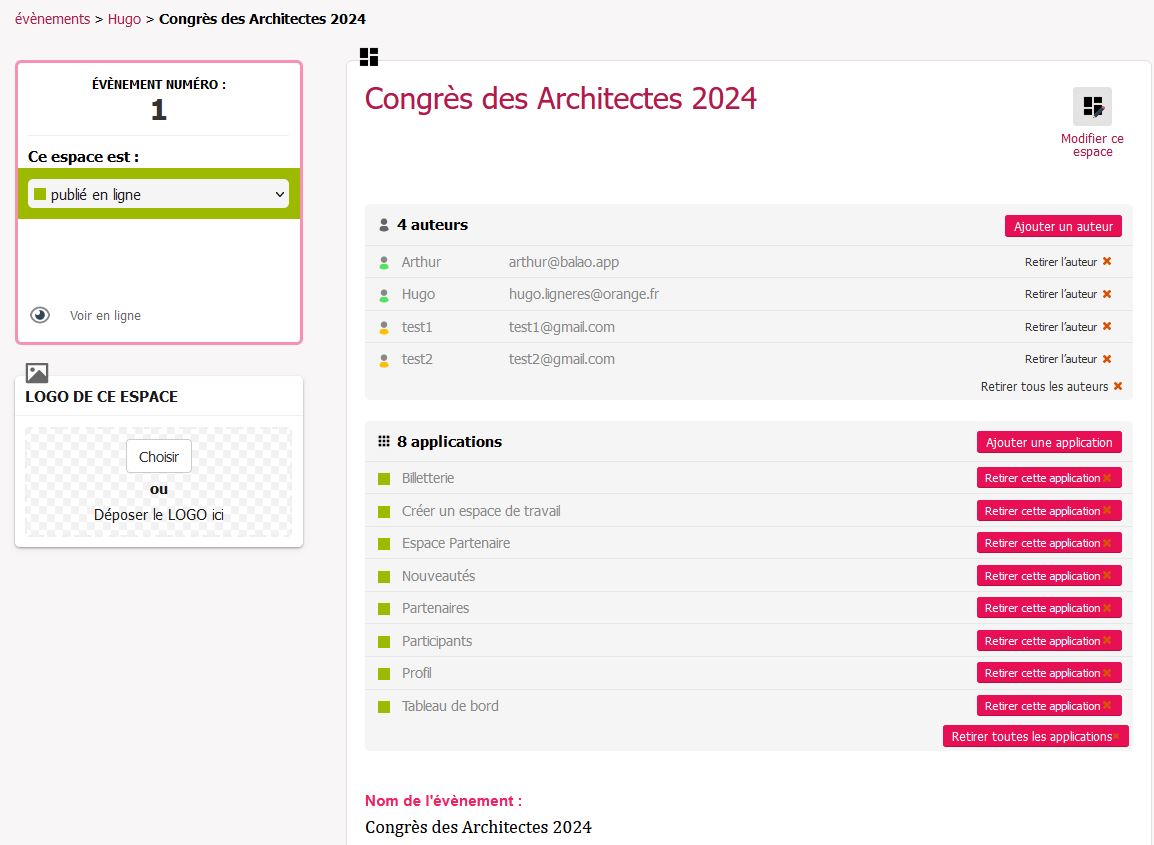 évènements > Hugo > Congrès des Architectes 2024
ÉVÈNEMENT NUMÉRO :
1
Ce espace est :
publié en ligne
Voir en ligne
LOGO DE CE ESPACE
Choisir
ou
Déposer le LOGO ici
Congrès des Architectes 2024
Modifier ce
espace
4 auteurs
Ajouter un auteur
Arthur arthur@balao.app Retirer l'auteur
Hugo hugo.ligneres@orange.fr Retirer l'auteur
test1 test1@gmail.com Retirer l'auteur
test2 test2@gmail.com Retirer l'auteur
Retirer tous les auteurs
8 applications
Ajouter une application
Billetterie Retirer cette application
Créer un espace de travail Retirer cette application
Espace Partenaire Retirer cette application
Nouveautés Retirer cette application
Partenaires Retirer cette application
Participants Retirer cette application
Profil Retirer cette application
Tableau de bord Retirer cette application
Retirer toutes les applications
Nom de l'évènement :
Congrès des Architectes 2024